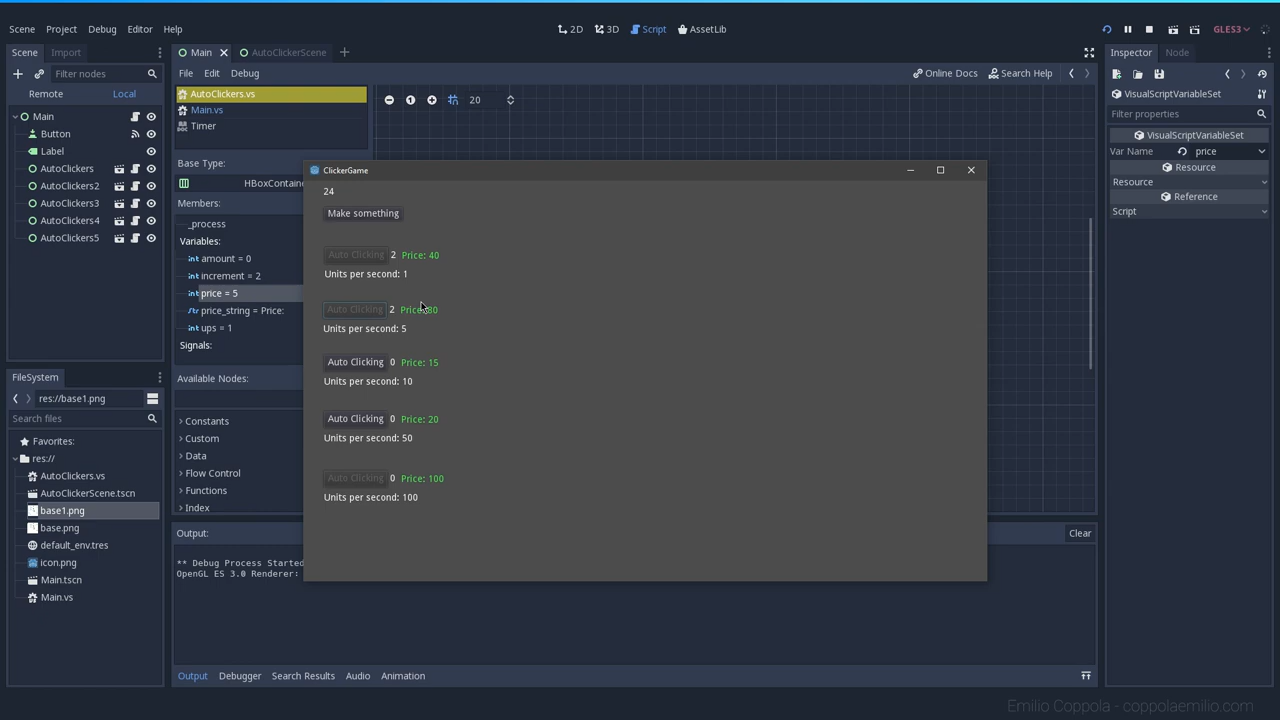 Scene Project Debug Editor Help
2D 3D Script AssetLib
GLES3
Scene Import
Filter nodes
Remote Local
Main
Button
Label
AutoClickers
AutoClickers2
AutoClickers3
AutoClickers4
AutoClickers5
FileSystem
res://base1.png
Search files
Favorites:
res://
AutoClickers.vs
AutoClickerScene.tscn
base1.png
base.png
default_env.tres
icon.png
Main.tscn
Main.vs
Main AutoClickerScene
File Edit Debug
Online Docs Search Help
AutoClickers.vs
Main.vs
Timer
20
Base Type:
HBoxContaine
Members:
_process
Variables:
int amount = 0
int increment = 2
int price = 5
str price_string = Price:
int ups = 1
Signals:
Available Nodes:
Constants
Custom
Data
Flow Control
Functions
Index
ClickerGame
24
Make something
Auto Clicking 2 Price: 40
Units per second: 1
Auto Clicking 2 Price: 80
Units per second: 5
Auto Clicking 0 Price: 15
Units per second: 10
Auto Clicking 0 Price: 20
Units per second: 50
Auto Clicking 0 Price: 100
Units per second: 100
Output:
Clear
** Debug Process Started
OpenGL ES 3.0 Renderer:
Output Debugger Search Results Audio Animation
Inspector Node
VisualScriptVariableSet
Filter properties
VisualScriptVariableSet
Var Name price
Resource
Resource
Reference
Script
Emilio Coppola - coppolaemilio.com